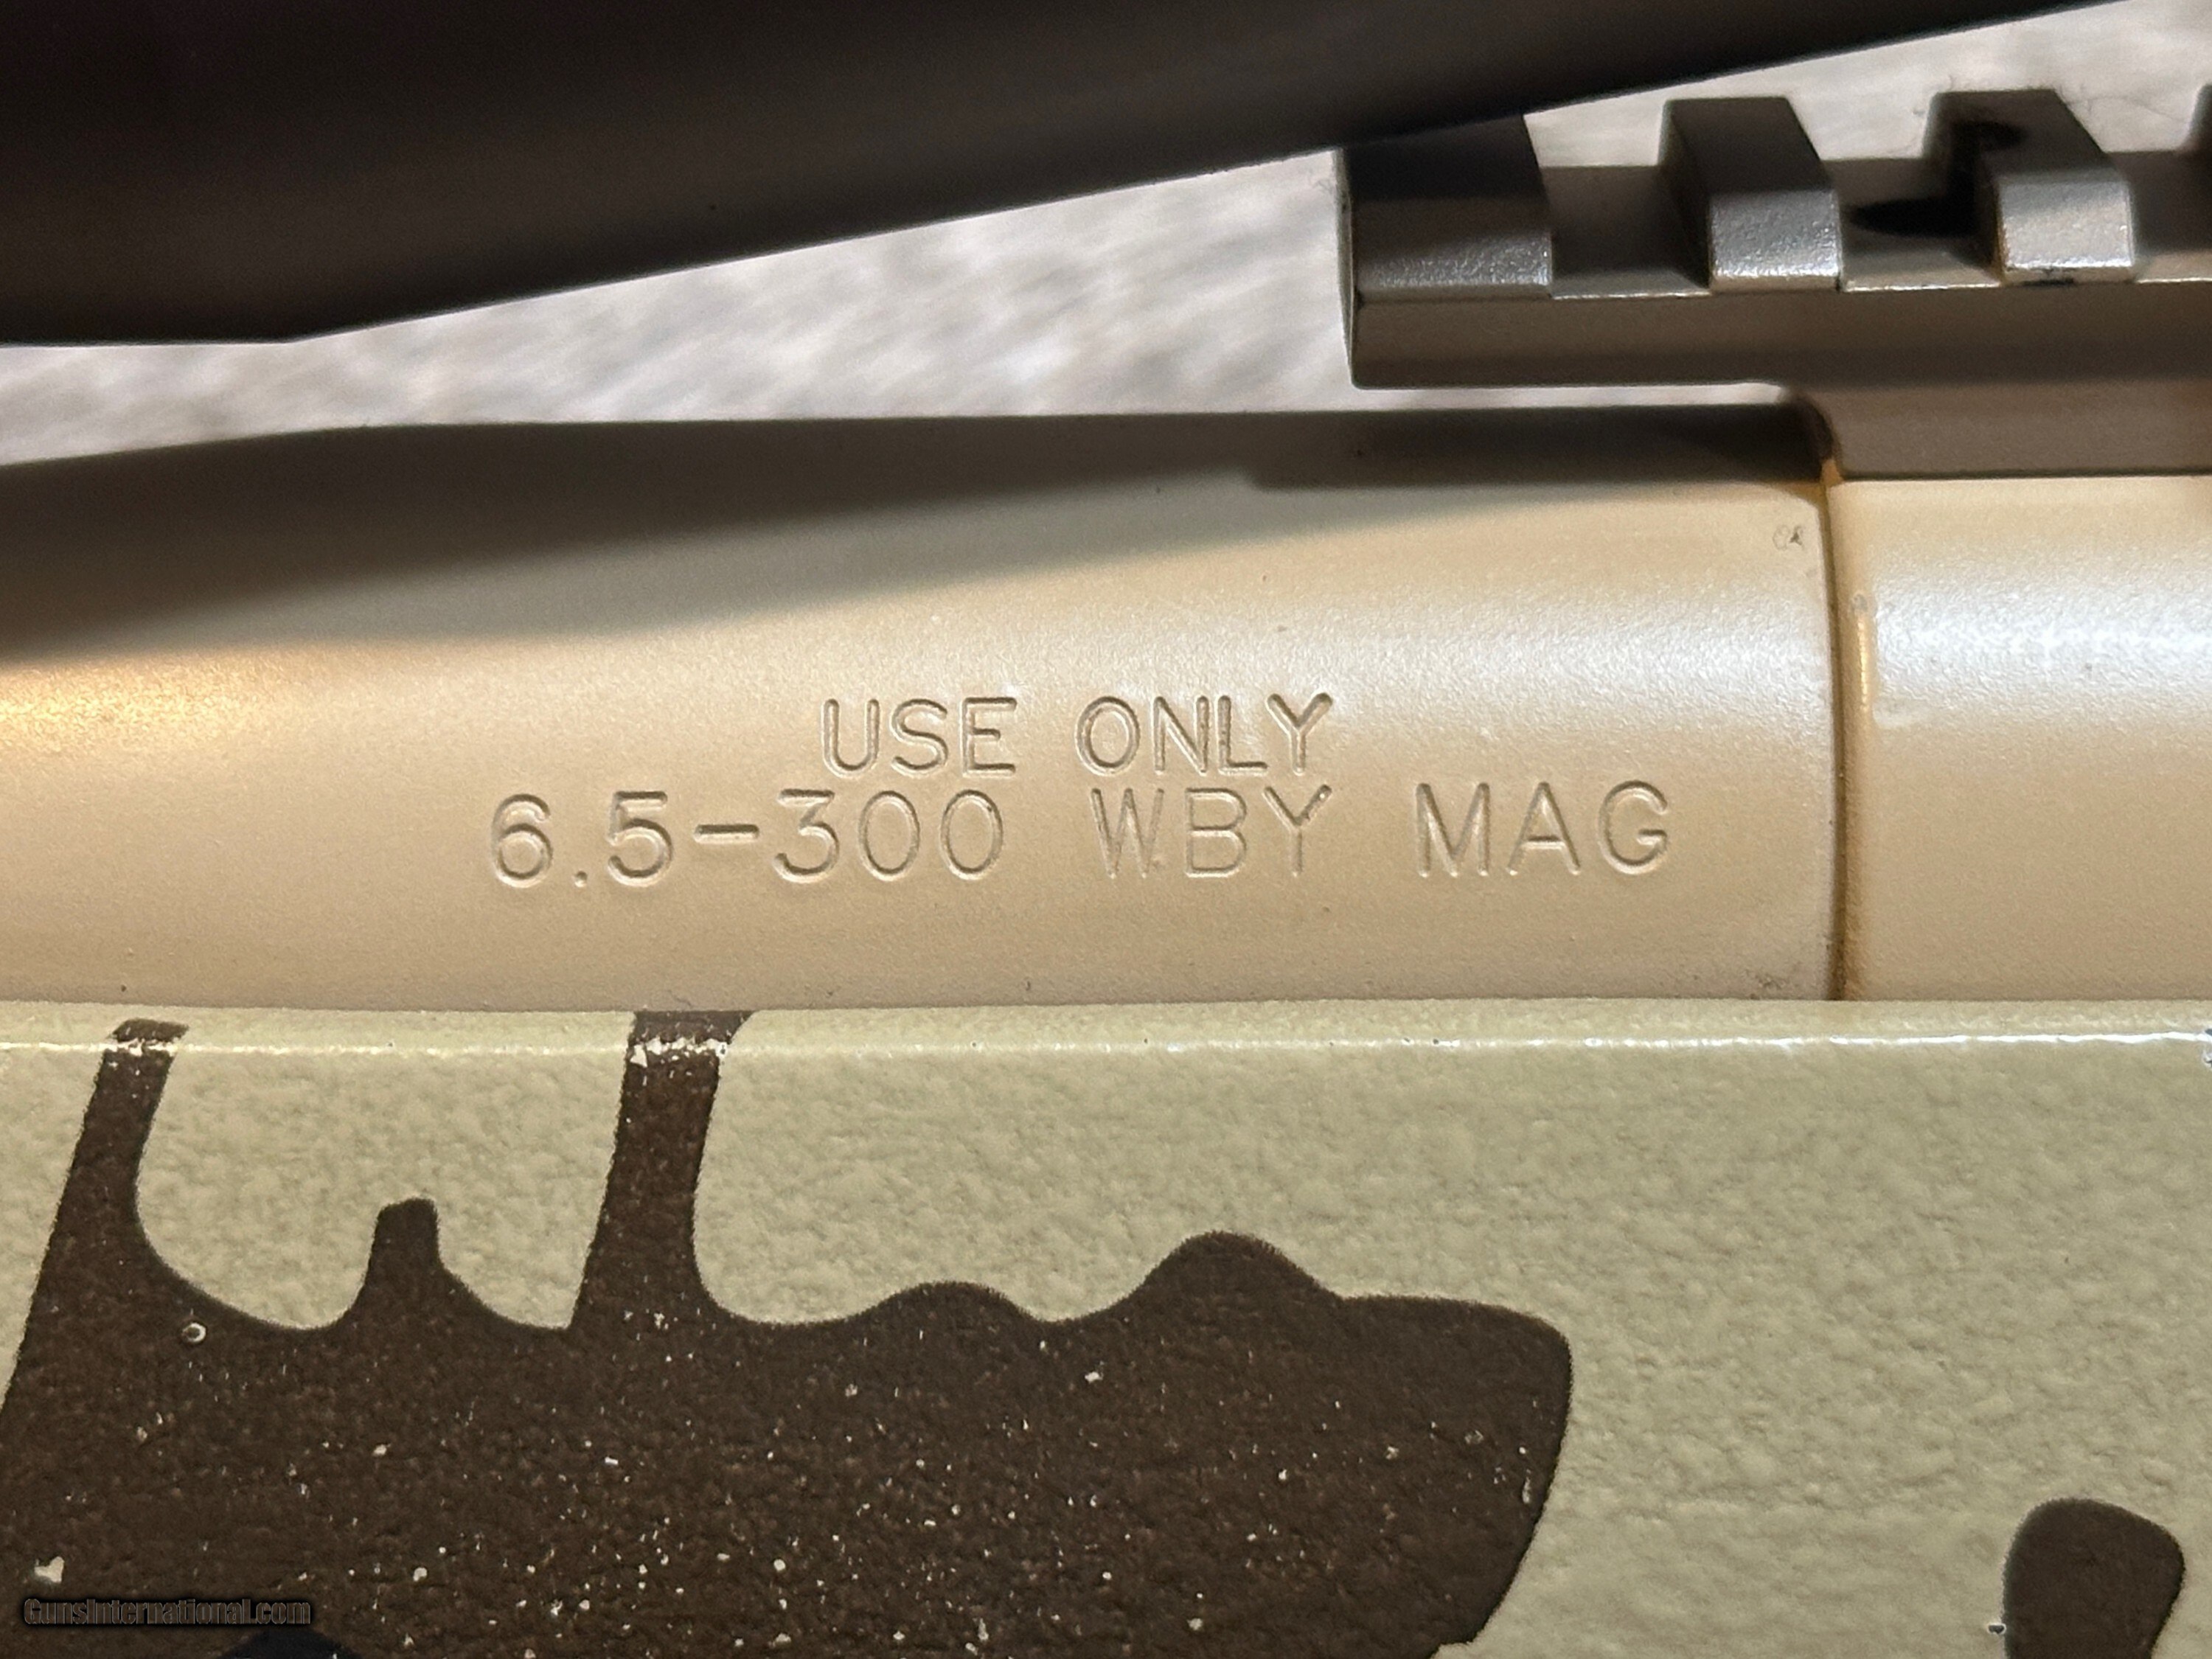 USE ONLY
6.5-300 WBY MAG
GunsInternational.com